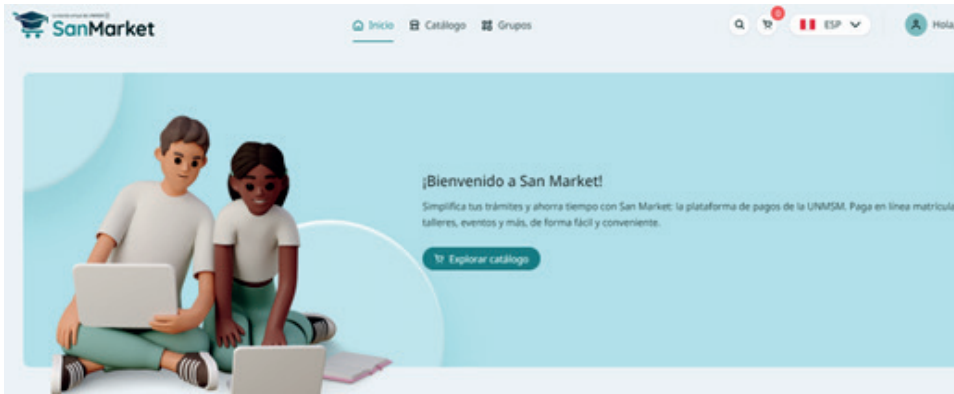 SanMarket
Inicio
Catálogo
Grupos
0
ESP
Hola,
¡Bienvenido a San Market!
Simplifica tus trámites y ahorra tiempo con San Market: la plataforma de pagos de la UNMSM. Paga en línea matrícula
talleres, eventos y más, de forma fácil y conveniente.
Explorar catálogo